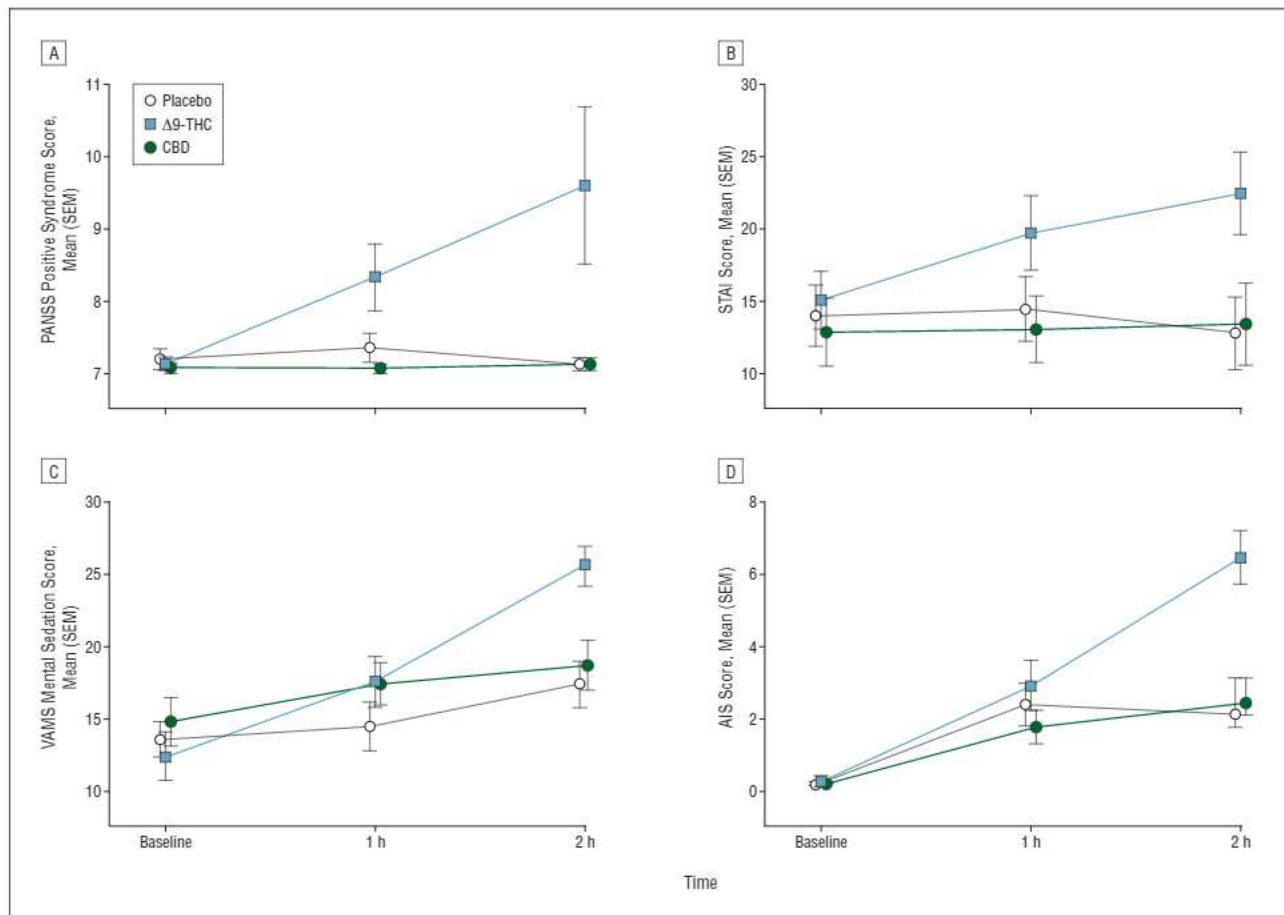 A
PANSS Positive Syndrome Score,
Mean (SEM)
11
10
9
8
7
Placebo
Δ9-THC
CBD
B
STAI Score, Mean (SEM)
30
25
20
15
10
C
VAMS Mental Sedation Score,
Mean (SEM)
30
25
20
15
10
Baseline
1 h
2 h
D
AIS Score, Mean (SEM)
8
6
4
2
0
Baseline
1 h
2 h
Time